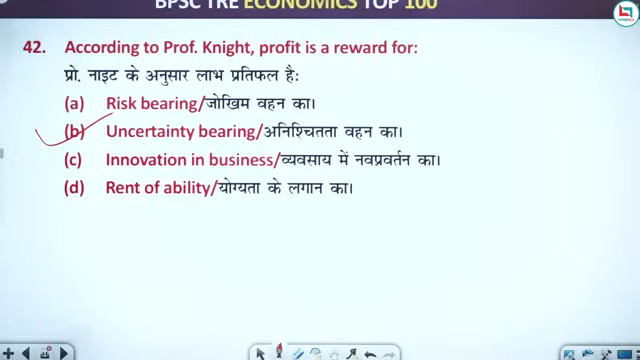 BPSC TRE ECONOMICS TOP 100
42. According to Prof. Knight, profit is a reward for:
प्रो. नाइट के अनुसार लाभ प्रतिफल है:
(a) Risk bearing/जोखिम वहन का।
(b) Uncertainty bearing/अनिश्चितता वहन का।
(c) Innovation in business/व्यवसाय में नवप्रवर्तन का।
(d) Rent of ability/योग्यता के लगान का।